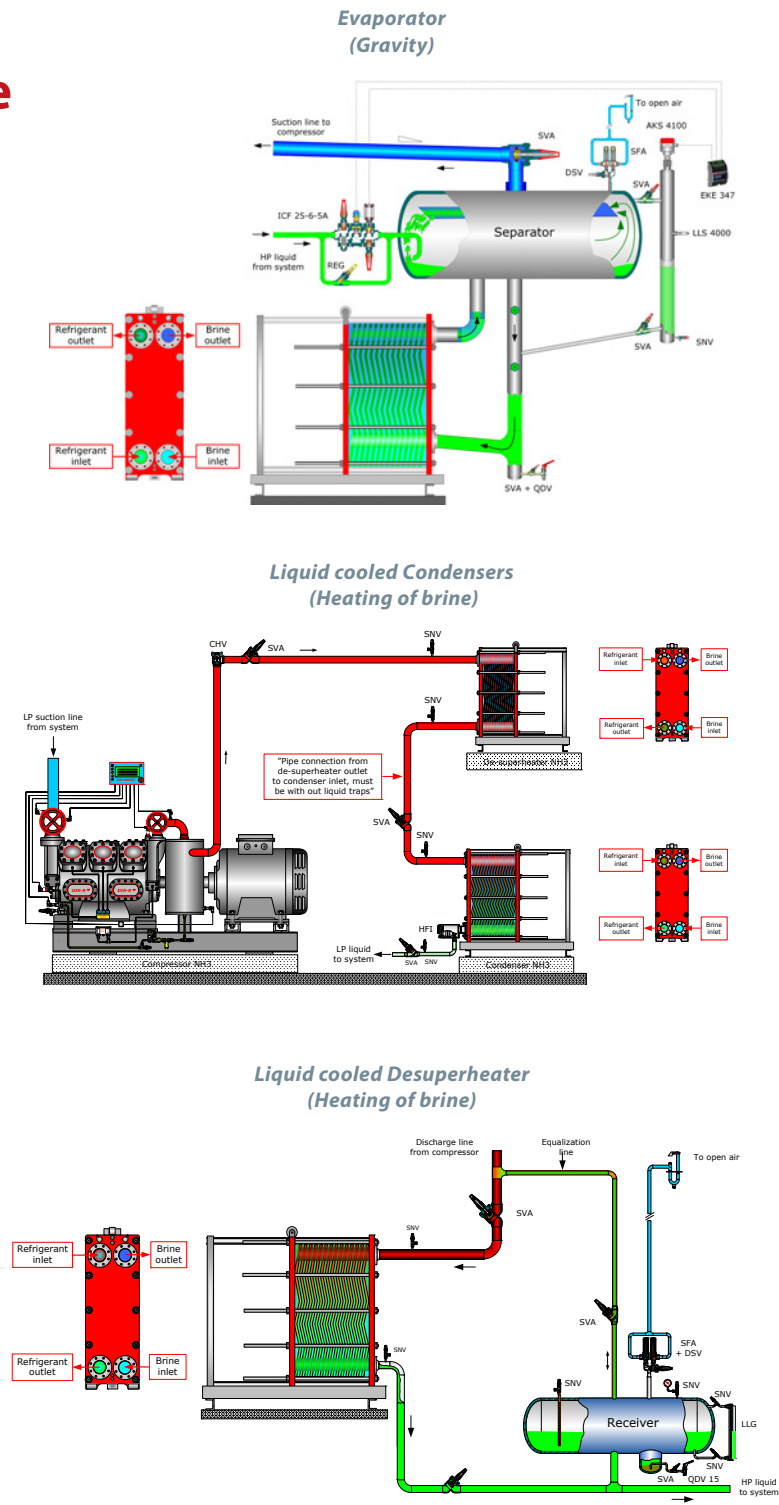 e
Evaporator
(Gravity)
To open air
Suction line to
compressor
SVA
AKS 4100
SFA
DSV
SVA
EKE 347
ICF 25-6-5A
Separator
LLS 4000
HP liquid
from system
REG
Refrigerant
outlet
Brine
outlet
SVA
SNV
Refrigerant
inlet
Brine
inlet
SVA + QDV
Liquid cooled Condensers
(Heating of brine)
CHV
SVA
SNV
Refrigerant
inlet
Brine
outlet
LP suction line
from system
SNV
Refrigerant
outlet
Brine
inlet
"Pipe connection from
de-superheater outlet
to condenser inlet, must
be with out liquid traps"
De-superheater NH3
SVA
SNV
Refrigerant
inlet
Brine
outlet
HFI
Refrigerant
outlet
Brine
inlet
LP liquid
to system
SVA
SNV
Compressor NH3
Condenser NH3
Liquid cooled Desuperheater
(Heating of brine)
Discharge line
from compressor
Equalization
line
To open air
SVA
SNV
Refrigerant
inlet
Brine
outlet
SVA
SFA
+ DSV
SNV
Refrigerant
outlet
Brine
inlet
SNV
SNV
SNV
Receiver
LLG
SNV
SVA
QDV 15
HP liquid
to system